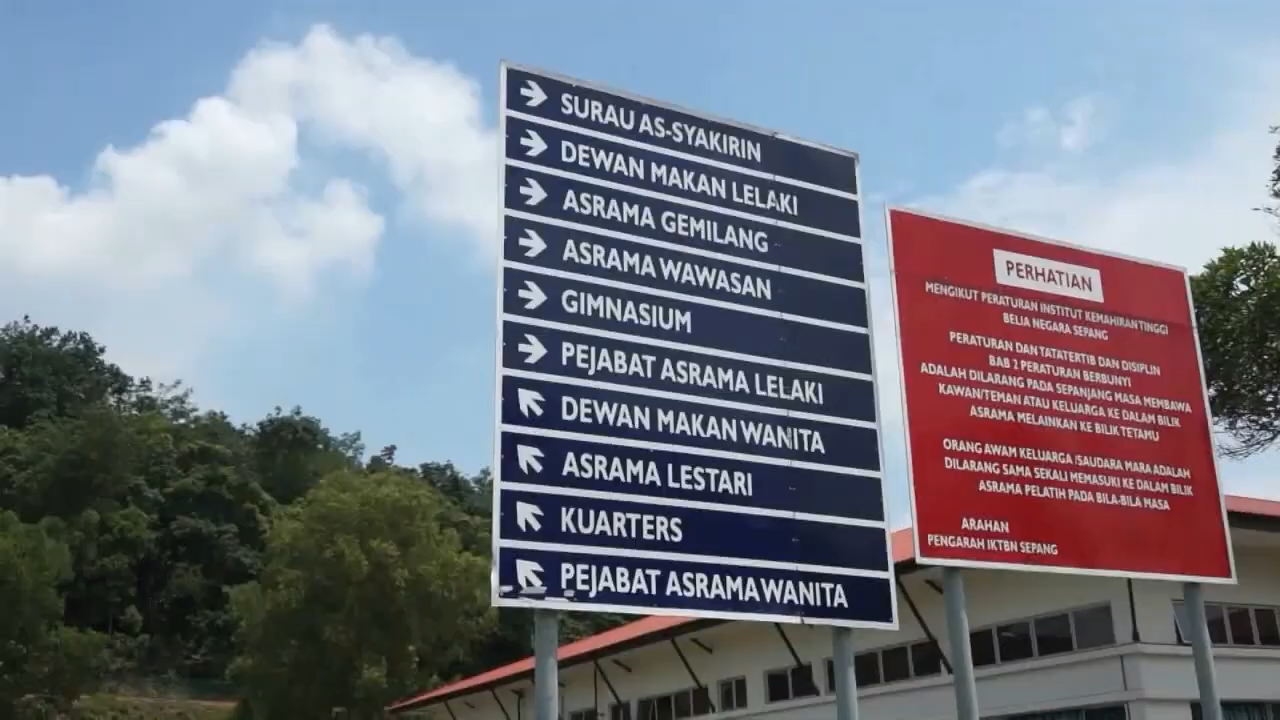 SURAU AS-SYAKIRIN
DEWAN MAKAN LELAKI
ASRAMA GEMILANG
ASRAMA WAWASAN
GIMNASIUM
PEJABAT ASRAMA LELAKI
DEWAN MAKAN WANITA
ASRAMA LESTARI
KUARTERS
PEJABAT ASRAMA WANITA
PERHATIAN
MENGIKUT PERATURAN INSTITUT KEMAHIRAN TINGGI
BELIA NEGARA SEPANG
PERATURAN DAN TATATERTIB DAN DISIPLIN
BAB 2 PERATURAN BERBUNYI
ADALAH DILARANG PADA SEPANJANG MASA MEMBAWA
KAWAN/TEMAN ATAU KELUARGA KE DALAM BILIK
ASRAMA MELAINKAN KE BILIK TETAMU
ORANG AWAM KELUARGA /SAUDARA MARA ADALAH
DILARANG SAMA SEKALI MEMASUKI KE DALAM BILIK
ASRAMA PELATIH PADA BILA-BILA MASA
ARAHAN
PENGARAH IKTBN SEPANG